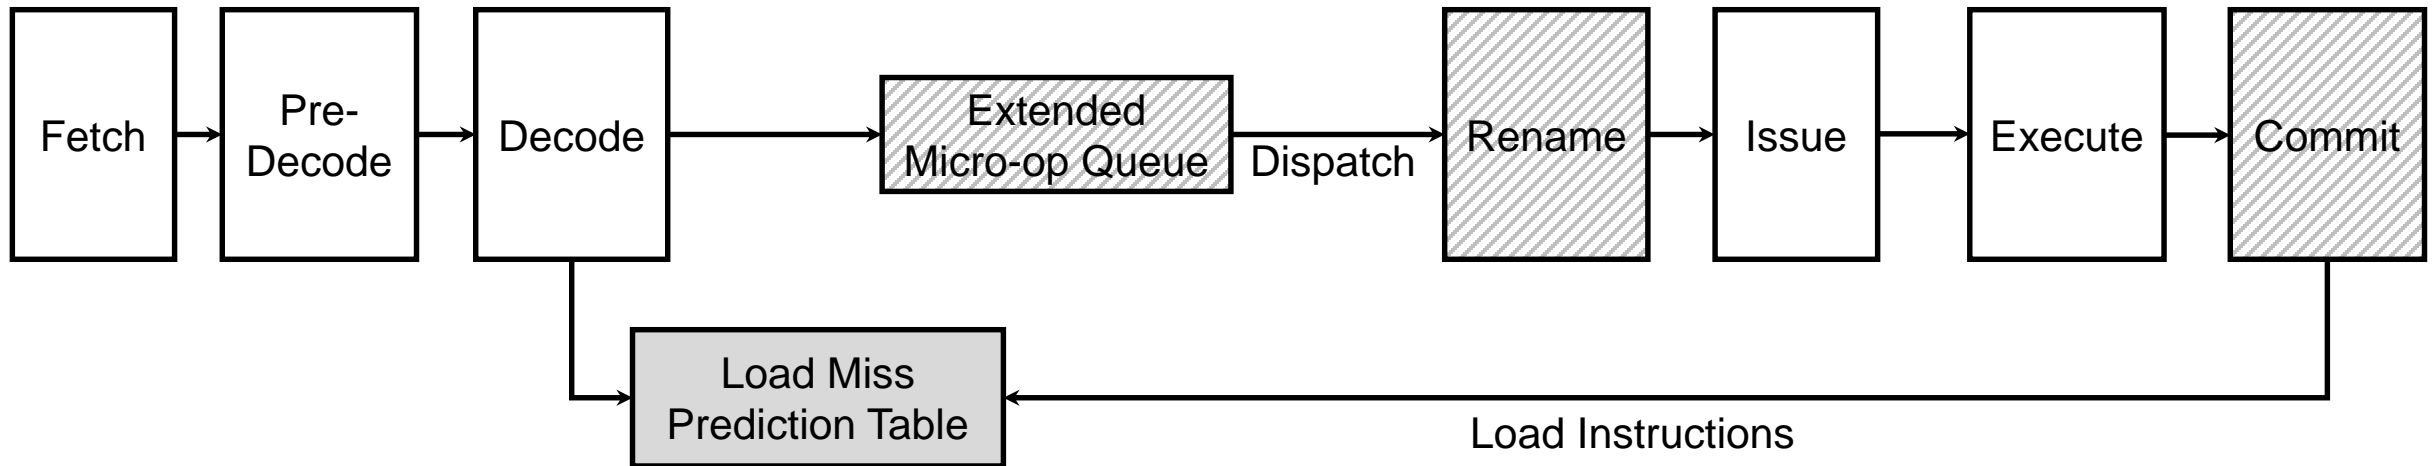 Fetch
Pre-
Decode
Decode
Extended
Micro-op Queue
Dispatch
Rename
Issue
Execute
Commit
Load Miss
Prediction Table
Load Instructions